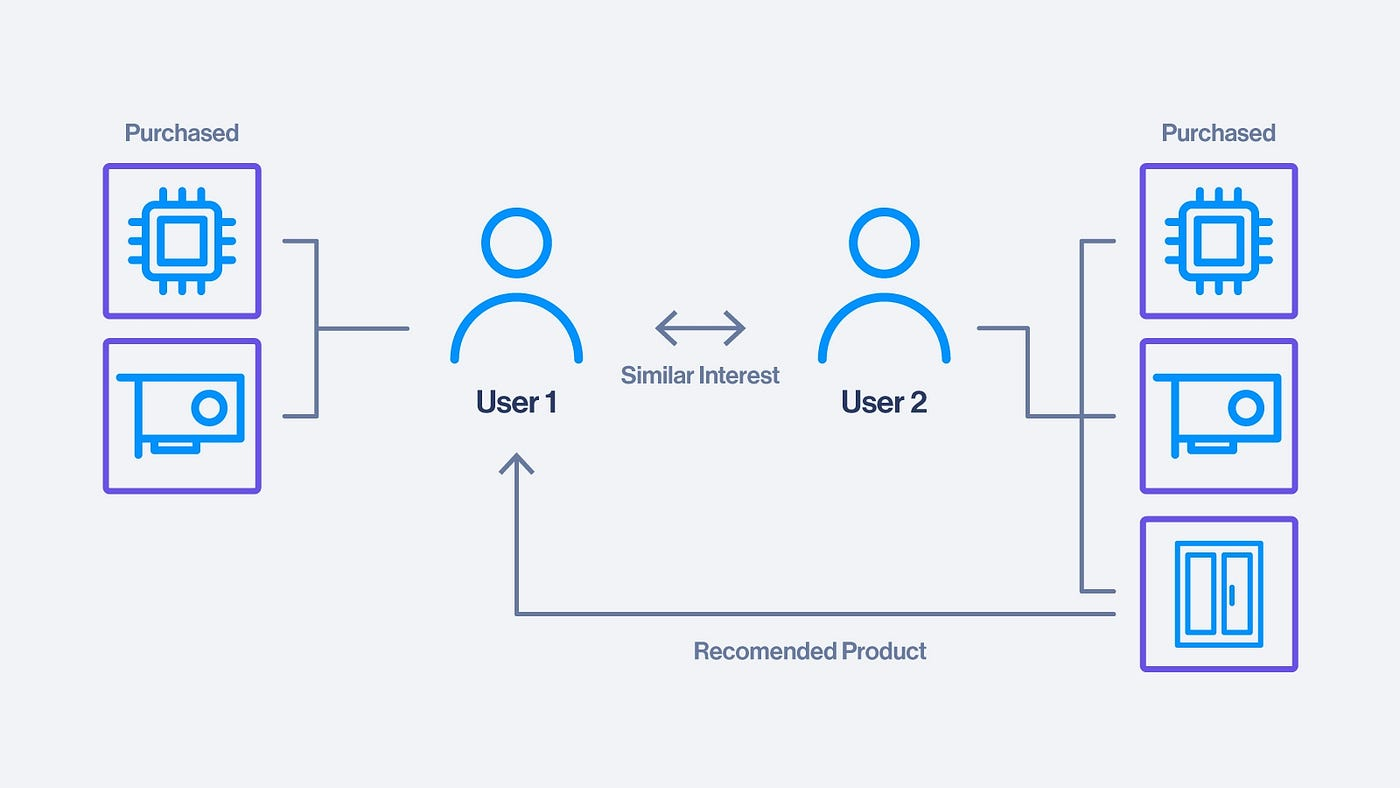 Purchased
Purchased
Similar Interest
User 1
User 2
Recomended Product